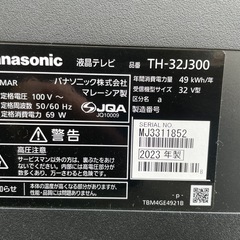 Panasonic 液晶テレビ 品番 TH-32J300
年間消費電力量 49 kWh/年
受信機型サイズ 32 V型
区分名 a
MAR
定格電圧 100 V～
定格周波数 50/60 Hz
定格消費電力 69 W
パナソニック株式会社
マレーシア製
JQA
JQ10009
警告
高圧注意
サービスマン以外の方は、裏ぶたを
あけないでください。
内部には高電圧部分が数多くあり、
万一さわると危険です。
SERIAL NO.
MJ3311852
2023 年製
- P -
TBM4GE4921B